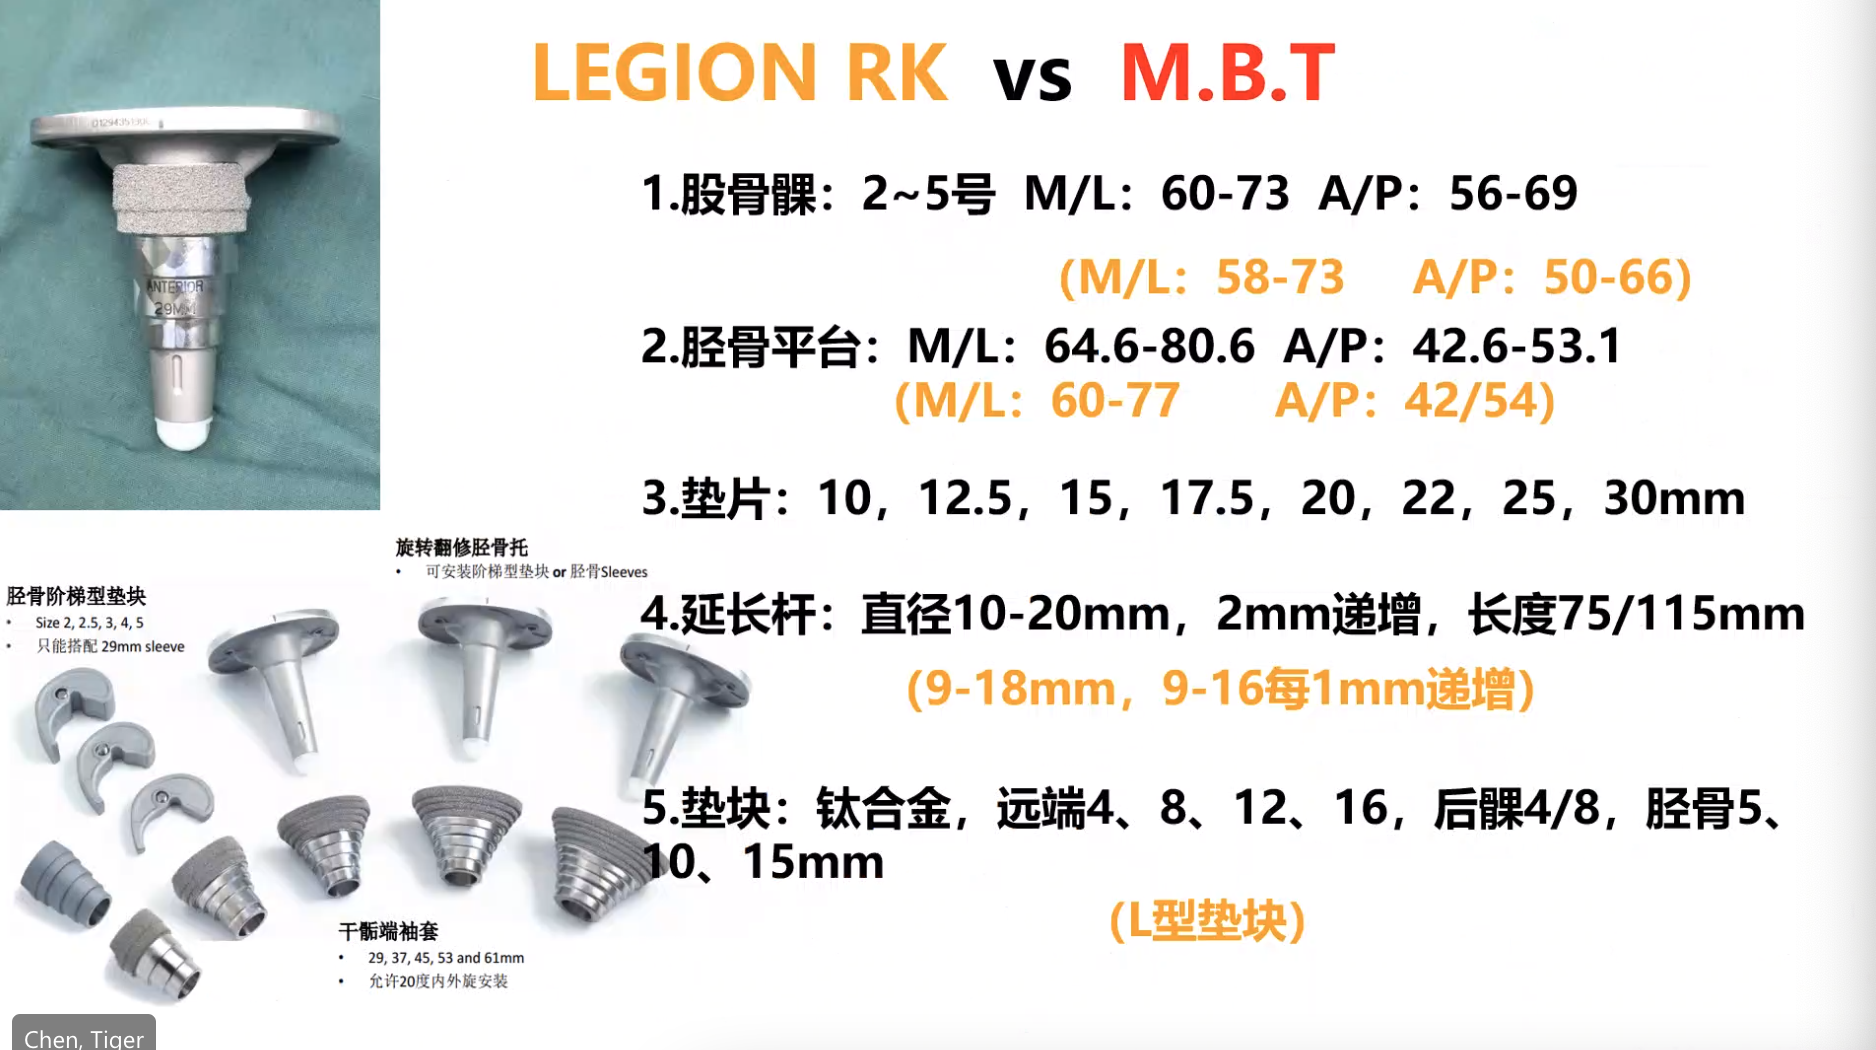 LEGION RK vs M.B.T
1.股骨髁：2~5号 M/L：60-73 A/P：56-69
（M/L：58-73 A/P：50-66）
2.胫骨平台：M/L：64.6-80.6 A/P：42.6-53.1
（M/L：60-77 A/P：42/54）
3.垫片：10，12.5，15，17.5，20，22，25，30mm
4.延长杆：直径10-20mm，2mm递增，长度75/115mm
（9-18mm，9-16每1mm递增）
5.垫块：钛合金，远端4、8、12、16，后髁4/8，胫骨5、
10、15mm
（L型垫块）
ANTERIOR
29MM
旋转翻修胫骨托
• 可安装阶梯型垫块 or 胫骨Sleeves
胫骨阶梯型垫块
• Size 2, 2.5, 3, 4, 5
• 只能搭配 29mm sleeve
干骺端袖套
• 29, 37, 45, 53 and 61mm
• 允许20度内外旋安装
Chen, Tiger